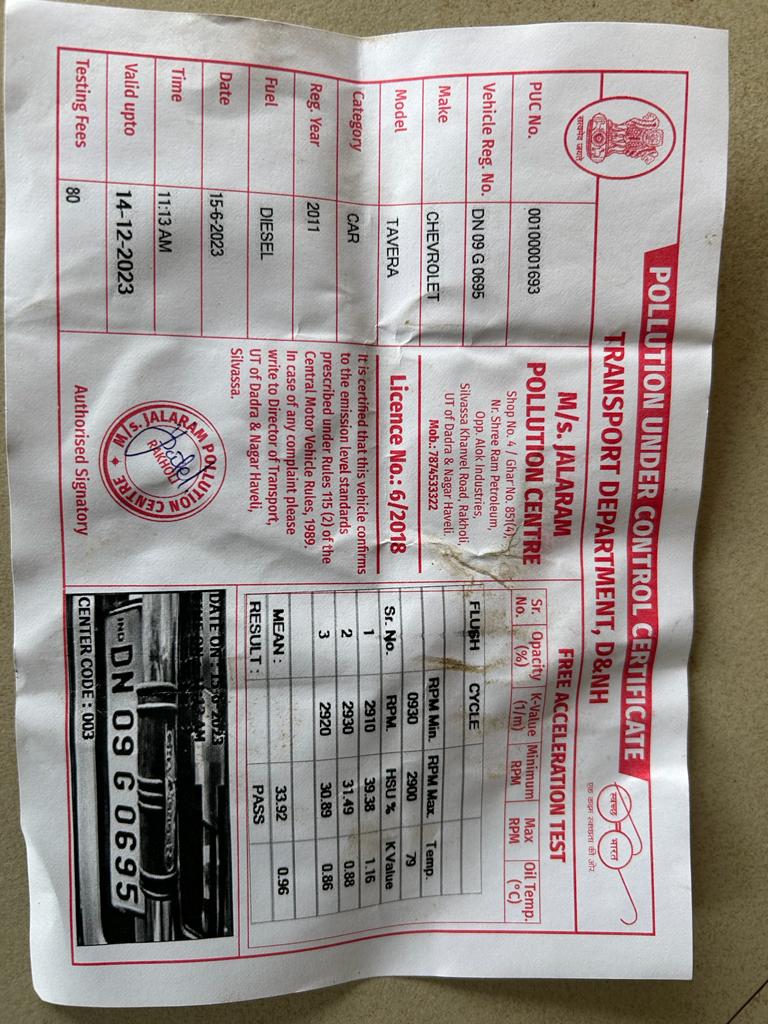 POLLUTION UNDER CONTROL CERTIFICATE
TRANSPORT DEPARTMENT, D&NH
सत्यमेव जयते
स्वच्छ भारत
एक कदम स्वच्छता की ओर
PUC No. 00100001693
Vehicle Reg. No. DN 09 G 0695
Make CHEVROLET
Model TAVERA
Category CAR
Reg. Year 2011
Fuel DIESEL
Date 15-6-2023
Time 11:13 AM
Valid upto 14-12-2023
Testing Fees 80
M/s. JALARAM
POLLUTION CENTRE
Shop No. 4 / Ghar No. 851(4),
Nr. Shree Ram Petroleum,
Opp. Alok Industries,
Silvassa Khanvel Road, Rakholi,
UT of Dadra & Nagar Haveli.
Mob.: 7874533322
Licence No.: 6/2018
It is certified that this vehicle confirms
to the emission level standards
prescribed under Rules 115 (2) of the
Central Motor Vehicle Rules, 1989.
In case of any complaint please
write to Director of Transport,
UT of Dadra & Nagar Haveli,
Silvassa.
M/s. JALARAM POLLUTION CENTRE
RAKHOLI
Patel
Authorised Signatory
FREE ACCELERATION TEST
Sr. No. Opacity (%) K-Value (1/m) Minimum RPM Max RPM Oil Temp. (°C)
FLUSH CYCLE
RPM Min. RPM Max. Temp.
0930 2900 79
Sr. No. RPM. HSU % K Value
1 2910 39.38 1.16
2 2930 31.49 0.88
3 2920 30.89 0.86
MEAN : 33.92 0.96
RESULT : PASS
DATE ON : 15-6-2023
TIME ON : 11:13 AM
CHEVROLET
IND DN 09 G 0695
CENTER CODE : 003